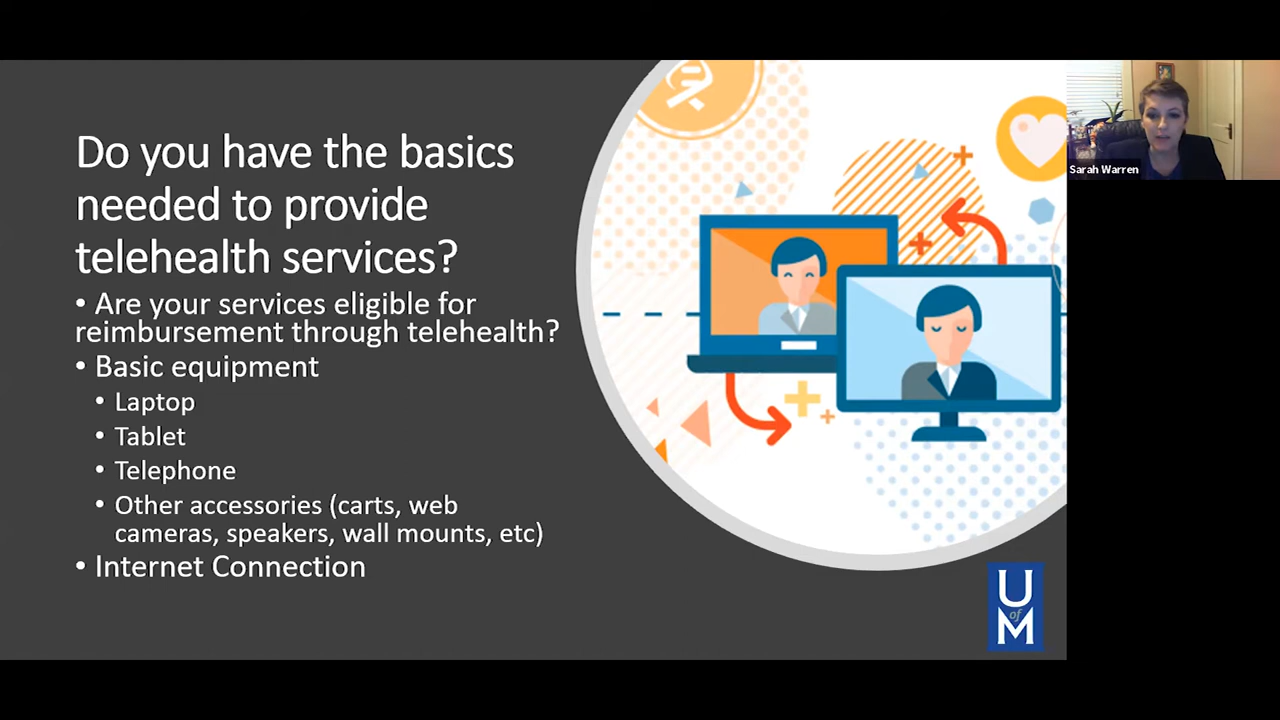 Do you have the basics
needed to provide
telehealth services?
• Are your services eligible for
reimbursement through telehealth?
• Basic equipment
• Laptop
• Tablet
• Telephone
• Other accessories (carts, web
cameras, speakers, wall mounts, etc)
• Internet Connection
Sarah Warren
U
of
M